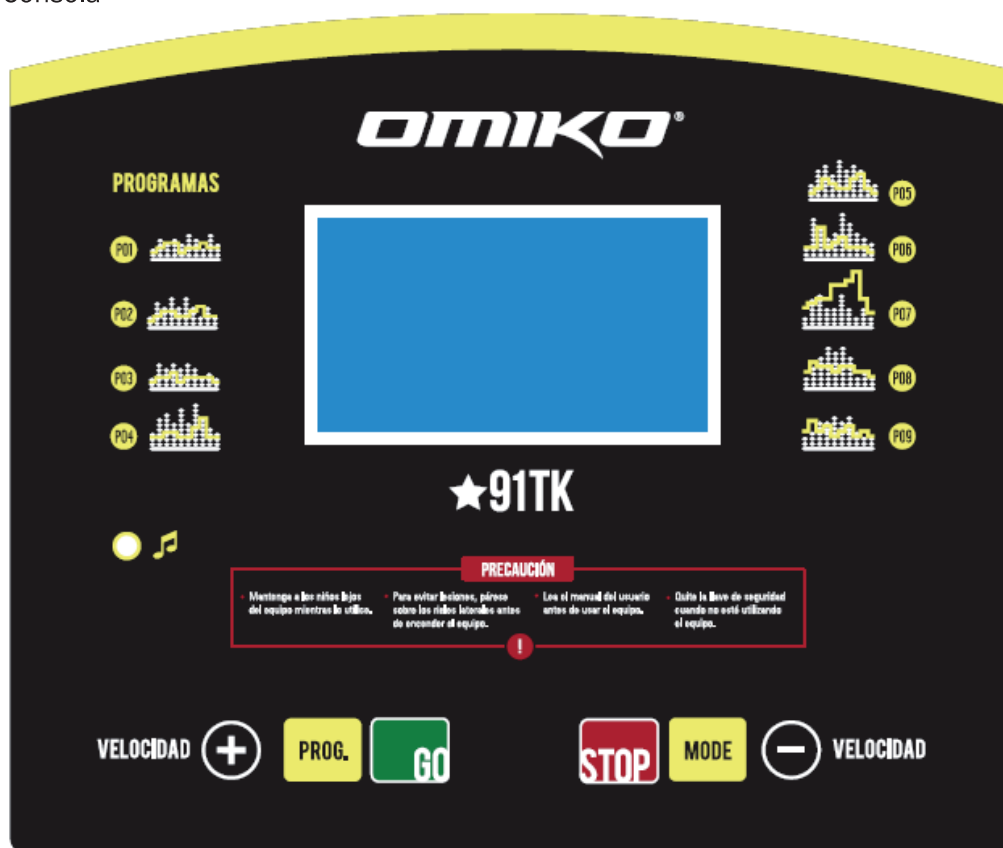 Consola
OMIKO®
PROGRAMAS
P01
P02
P03
P04
P05
P06
P07
P08
P09
★91TK
PRECAUCIÓN
• Mantenga a los niños lejos
del equipo mientras lo utilice.
• Para evitar lesiones, párese
sobre los rieles laterales antes
de encender el equipo.
• Lea el manual del usuario
antes de usar el equipo.
• Quite la llave de seguridad
cuando no esté utilizando
el equipo.
!
VELOCIDAD +
PROG.
GO
STOP
MODE
− VELOCIDAD